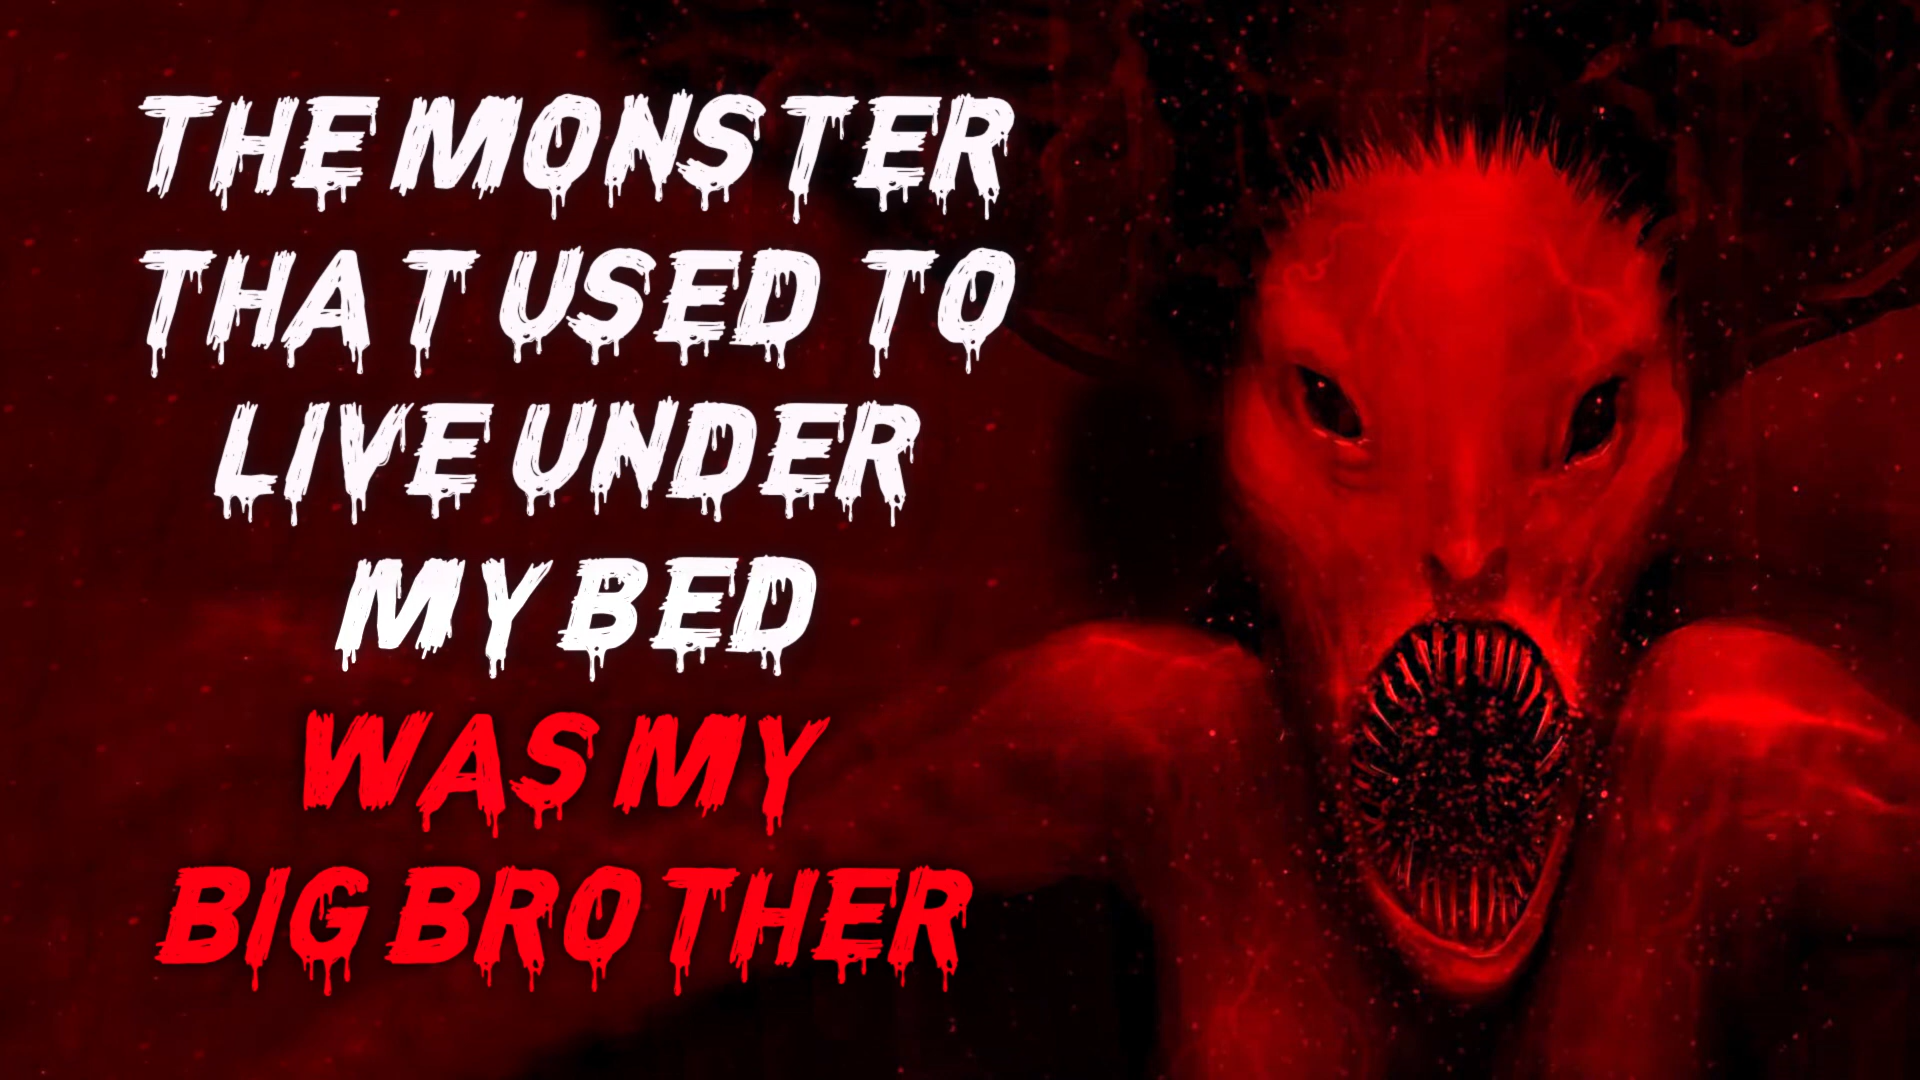 THE MONSTER
THAT USED TO
LIVE UNDER
MY BED
WAS MY
BIG BROTHER